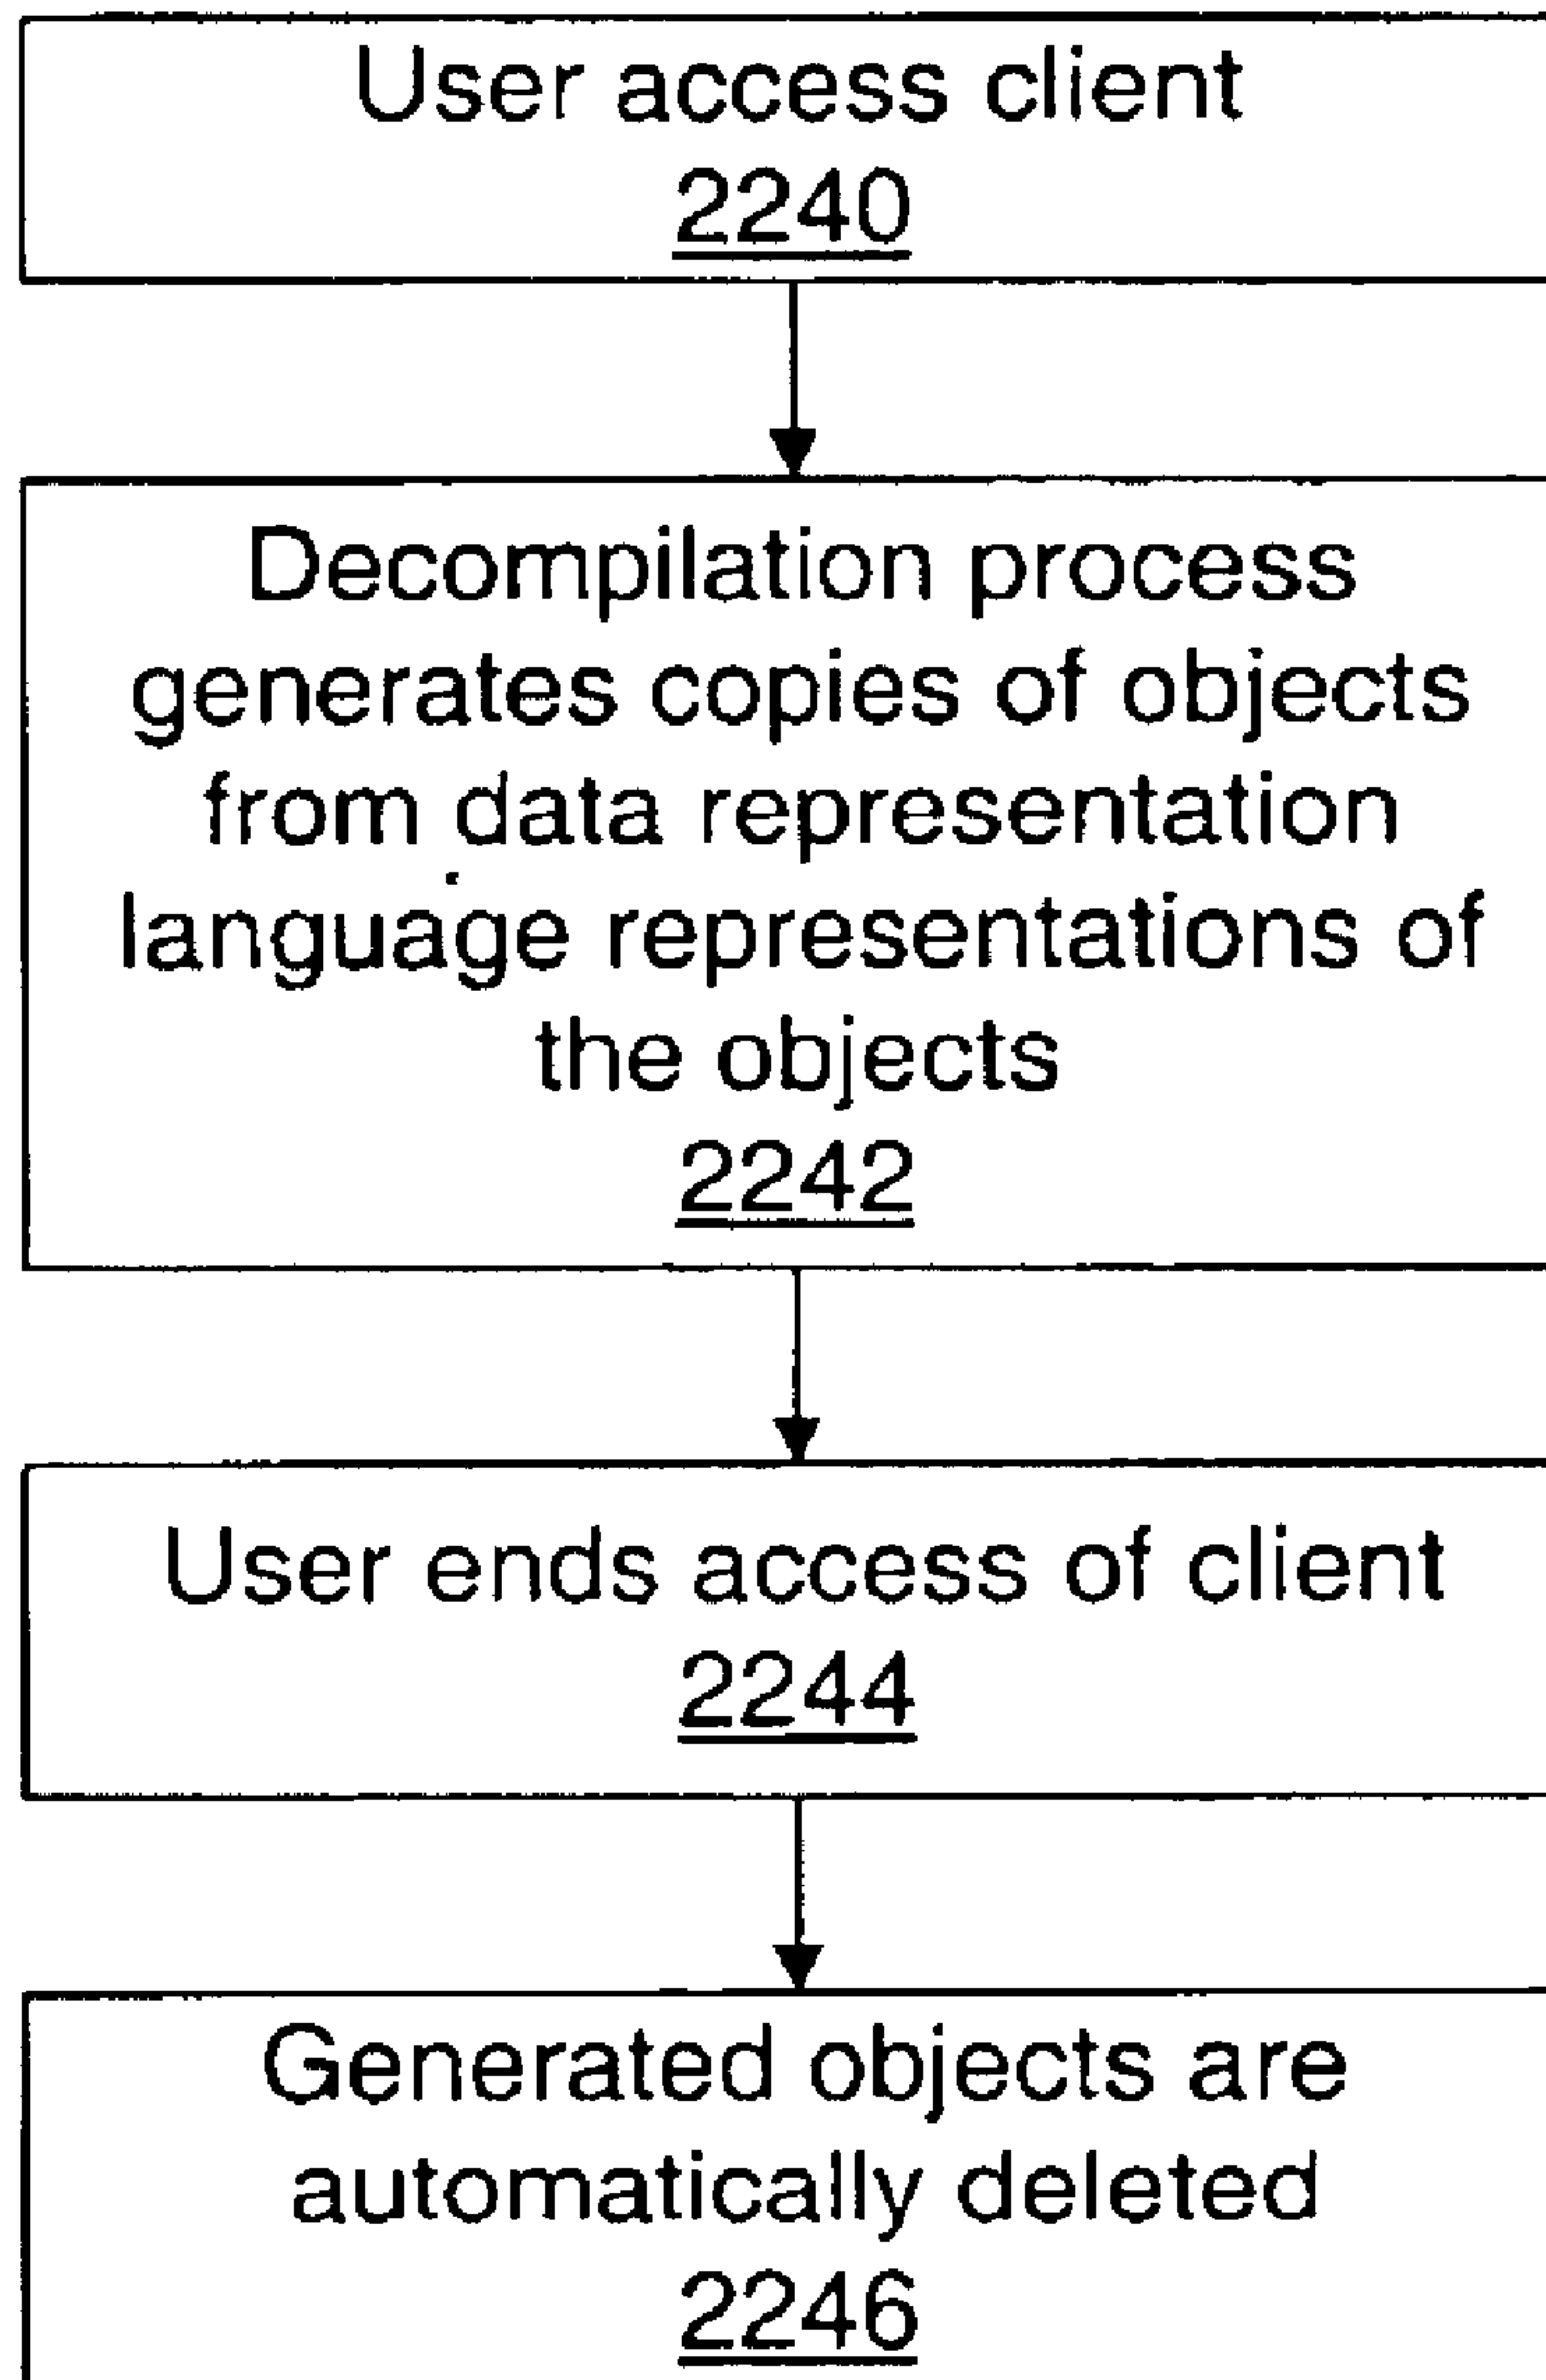 User access client
2240
Decompilation process
generates copies of objects
from data representation
language representations of
the objects
2242
User ends access of client
2244
Generated objects are
automatically deleted
2246